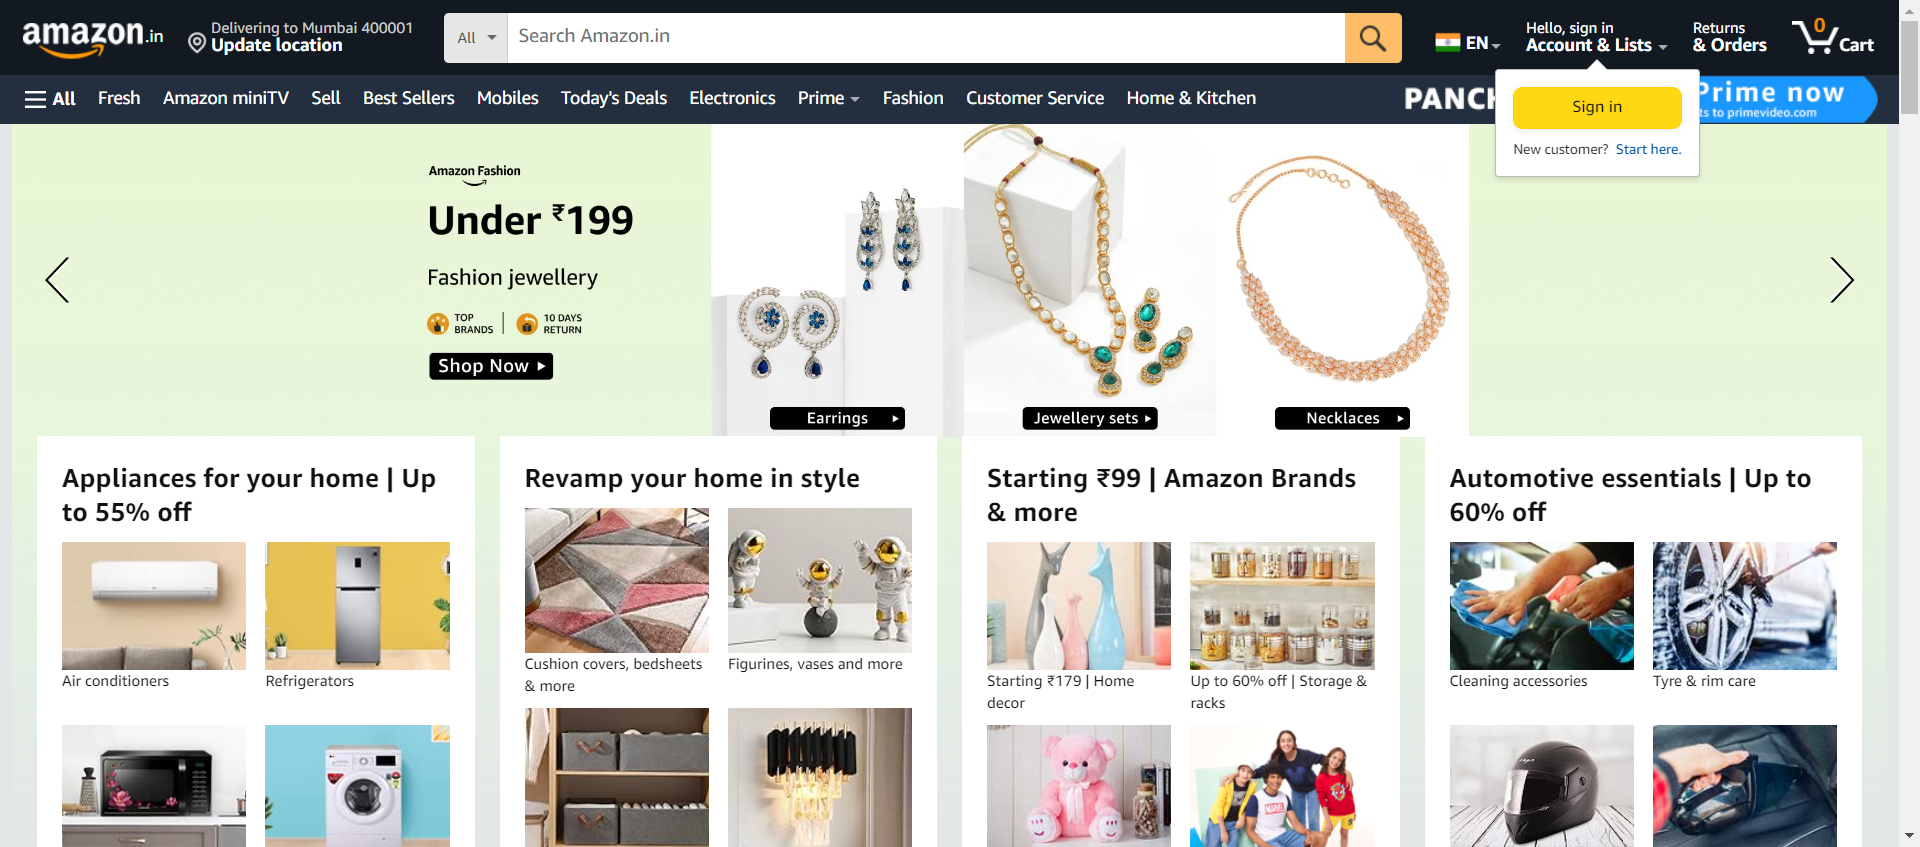 amazon.in
Delivering to Mumbai 400001
Update location
All
Search Amazon.in
EN
Hello, sign in
Account & Lists
Returns
& Orders
0
Cart
All
Fresh
Amazon miniTV
Sell
Best Sellers
Mobiles
Today's Deals
Electronics
Prime
Fashion
Customer Service
Home & Kitchen
PANCH
Prime now
ts to primevideo.com
Sign in
New customer? Start here.
Amazon Fashion
Under ₹199
Fashion jewellery
TOP
BRANDS
10 DAYS
RETURN
Shop Now
Earrings
Jewellery sets
Necklaces
Appliances for your home | Up
to 55% off
Air conditioners
Refrigerators
Revamp your home in style
Cushion covers, bedsheets
& more
Figurines, vases and more
Starting ₹99 | Amazon Brands
& more
Starting ₹179 | Home
decor
Up to 60% off | Storage &
racks
Automotive essentials | Up to
60% off
Cleaning accessories
Tyre & rim care